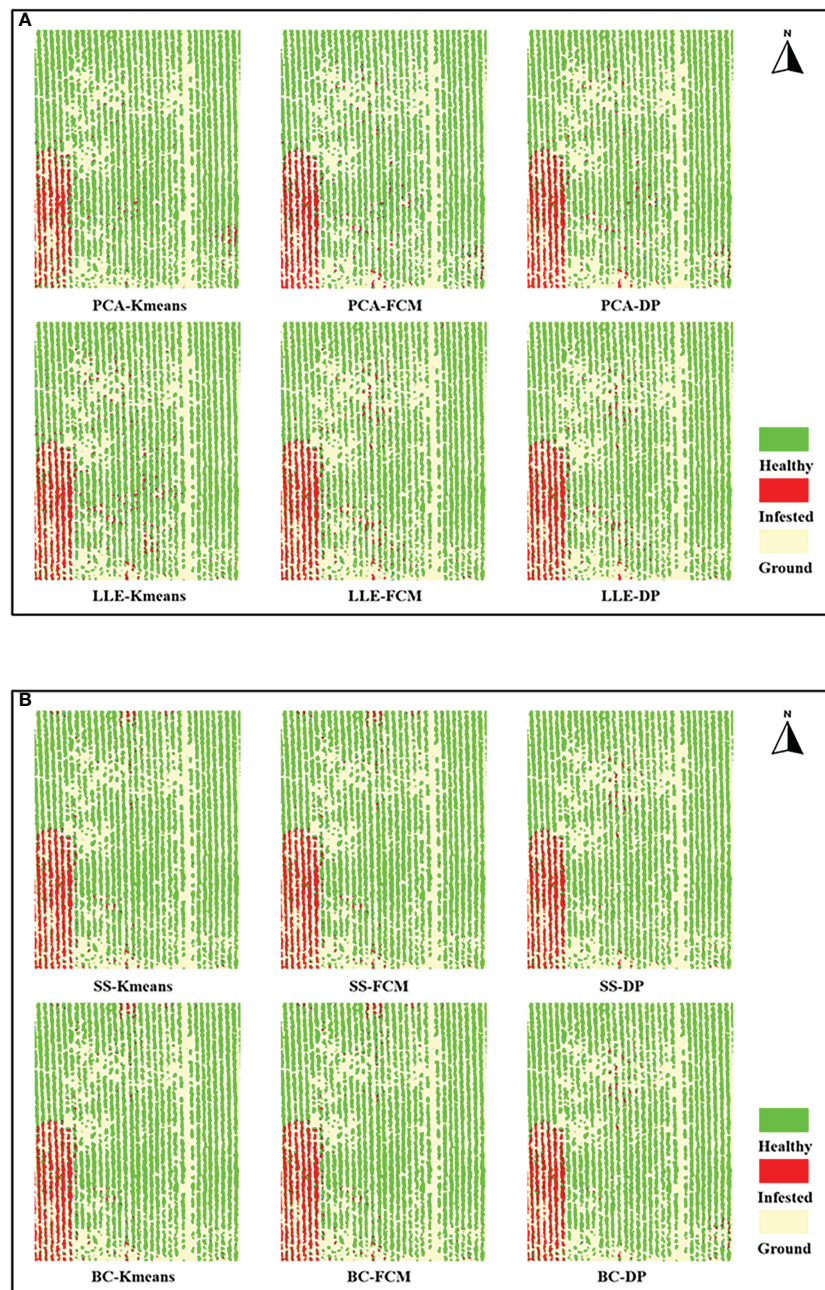 A
N
PCA-Kmeans
PCA-FCM
PCA-DP
LLE-Kmeans
LLE-FCM
LLE-DP
Healthy
Infested
Ground
B
N
SS-Kmeans
SS-FCM
SS-DP
BC-Kmeans
BC-FCM
BC-DP
Healthy
Infested
Ground